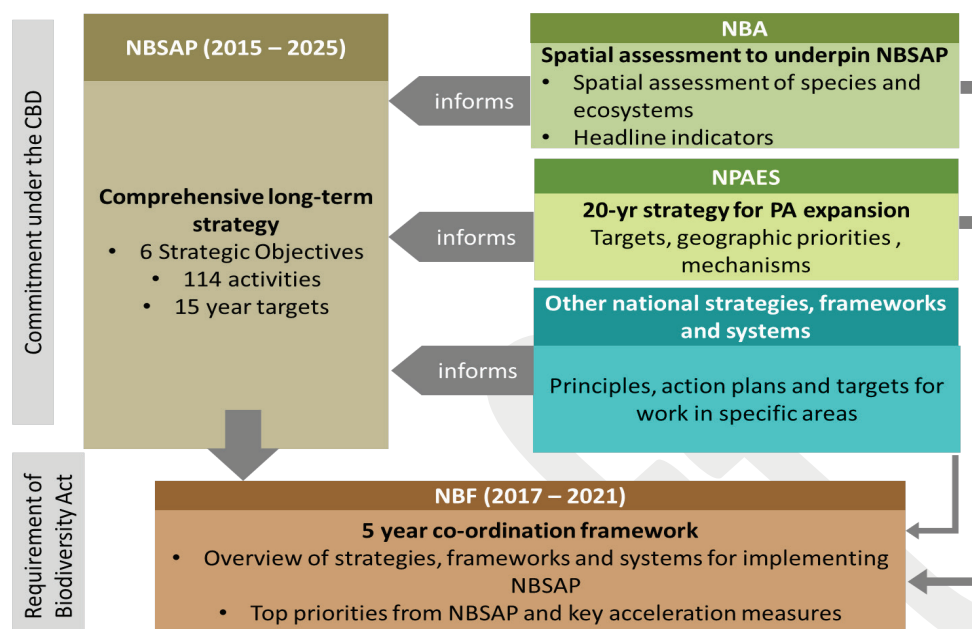 Commitment under the CBD
NBSAP (2015 – 2025)
Comprehensive long-term
strategy
• 6 Strategic Objectives
• 114 activities
• 15 year targets
informs
NBA
Spatial assessment to underpin NBSAP
• Spatial assessment of species and
ecosystems
• Headline indicators
informs
NPAES
20-yr strategy for PA expansion
Targets, geographic priorities ,
mechanisms
informs
Other national strategies, frameworks
and systems
Principles, action plans and targets for
work in specific areas
Requirement of
Biodiversity Act
NBF (2017 – 2021)
5 year co-ordination framework
• Overview of strategies, frameworks and systems for implementing
NBSAP
• Top priorities from NBSAP and key acceleration measures